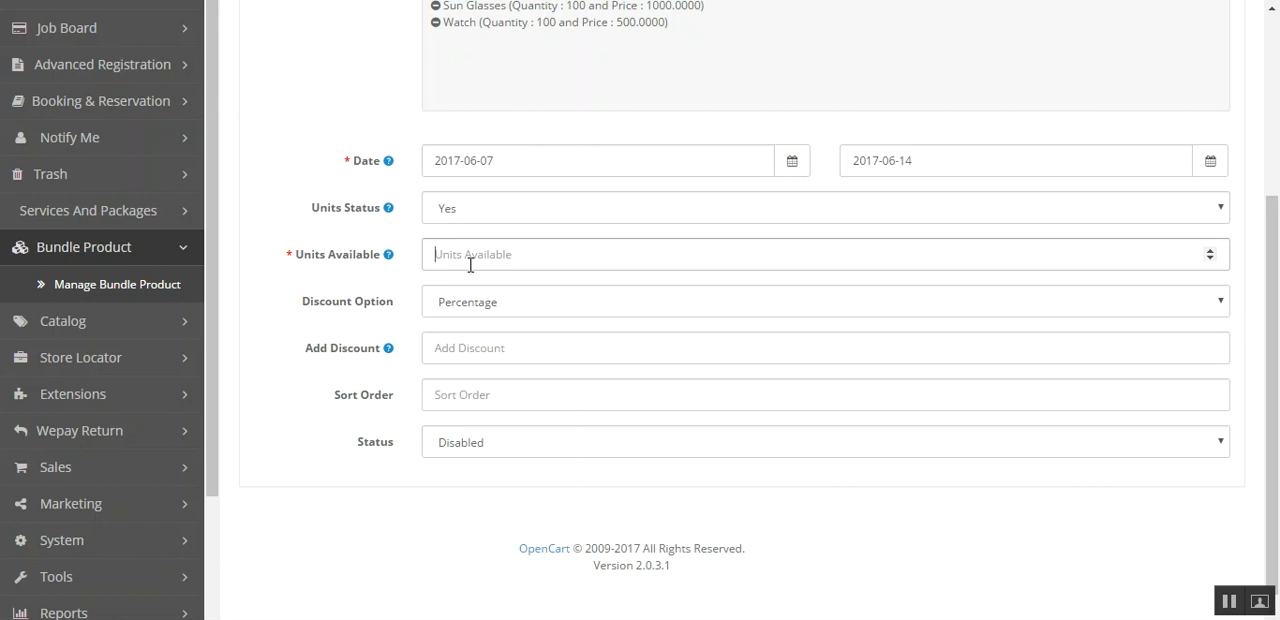 Job Board
Advanced Registration
Booking & Reservation
Notify Me
Trash
Services And Packages
Bundle Product
Manage Bundle Product
Catalog
Store Locator
Extensions
Wepay Return
Sales
Marketing
System
Tools
Reports
Sun Glasses (Quantity : 100 and Price : 1000.0000)
Watch (Quantity : 100 and Price : 500.0000)
* Date 2017-06-07 2017-06-14
Units Status Yes
* Units Available Units Available
Discount Option Percentage
Add Discount Add Discount
Sort Order Sort Order
Status Disabled
OpenCart © 2009-2017 All Rights Reserved.
Version 2.0.3.1